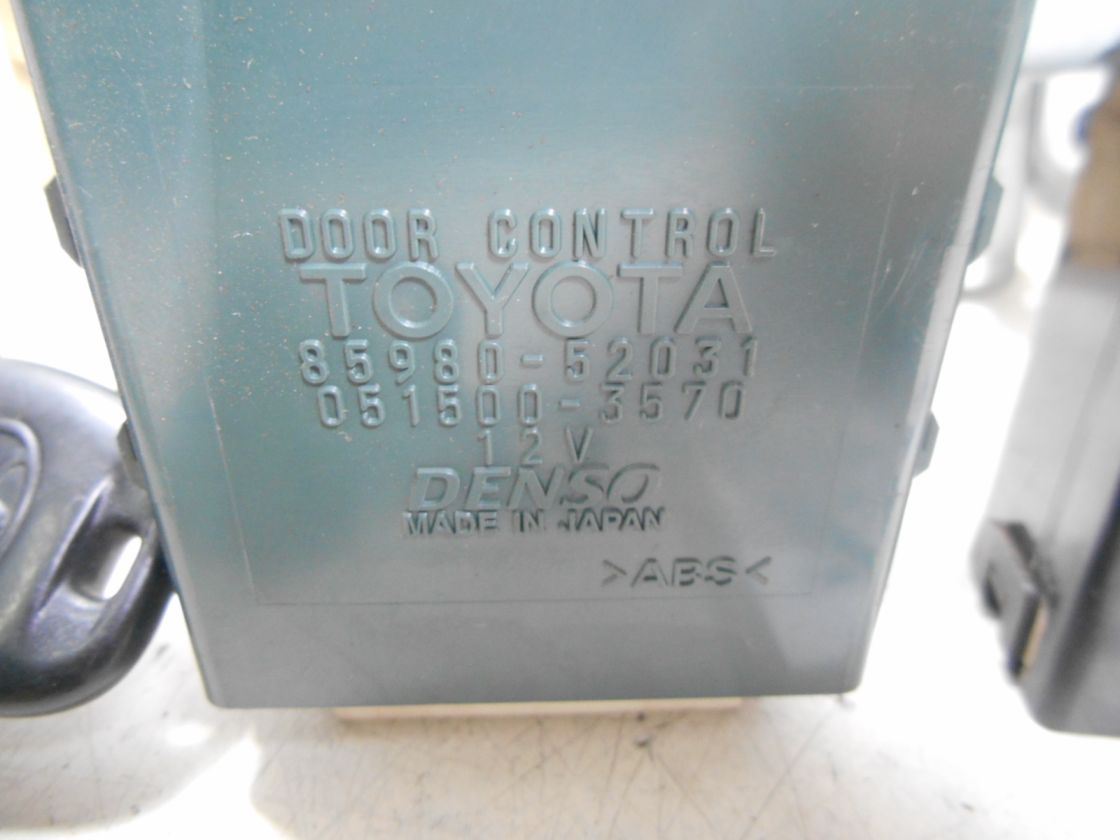 DOOR CONTROL
TOYOTA
85980-52031
051500-3570
12V
DENSO
MADE IN JAPAN
>ABS<